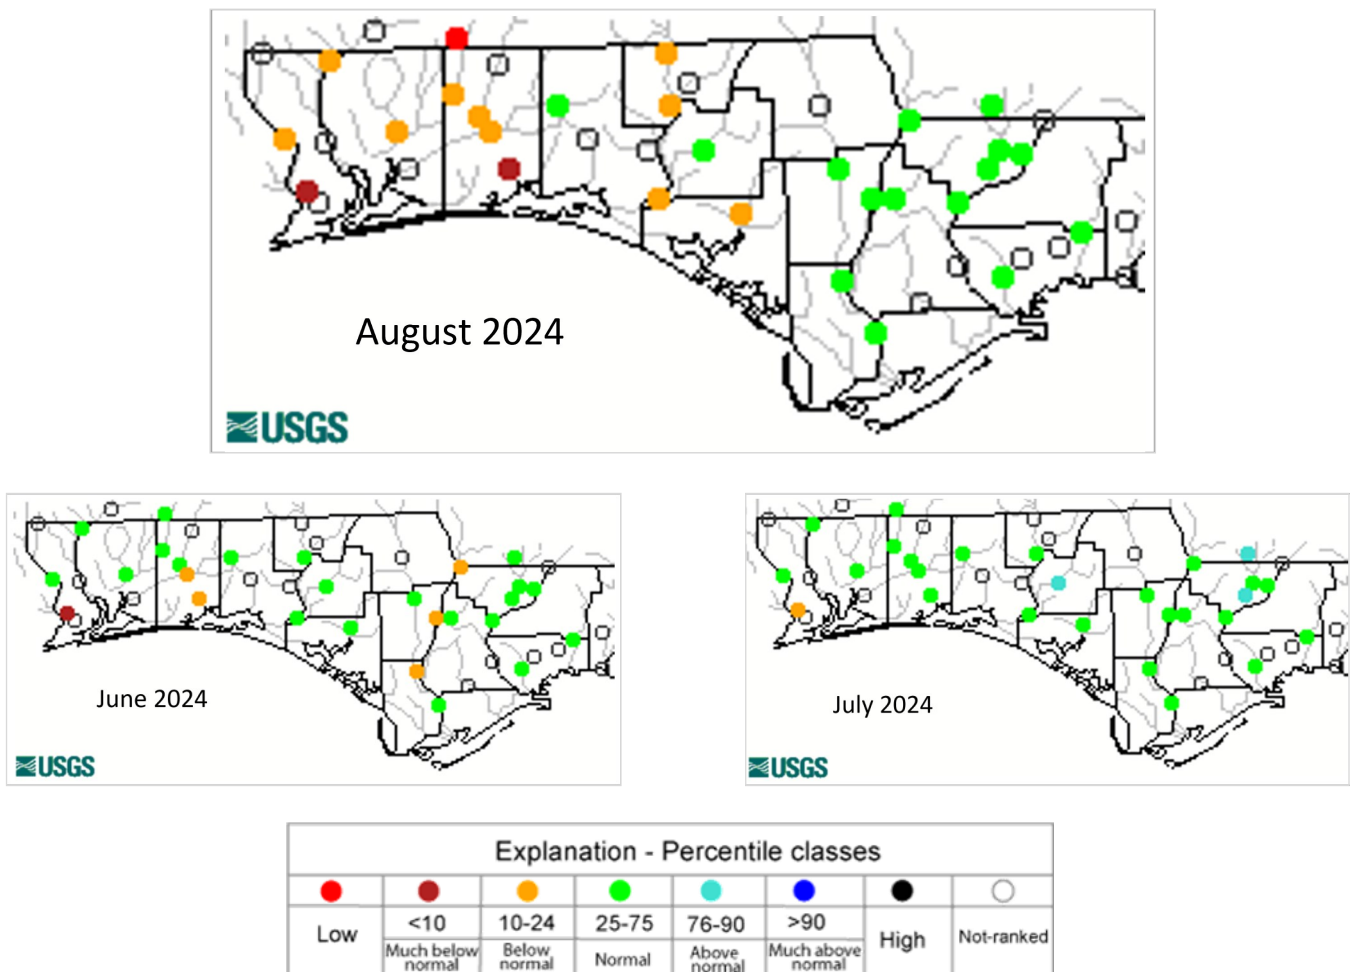 August 2024
USGS
June 2024
USGS
July 2024
USGS
Explanation - Percentile classes
Low
<10
10-24
25-75
76-90
>90
High
Not-ranked
Much below
normal
Below
normal
Normal
Above
normal
Much above
normal